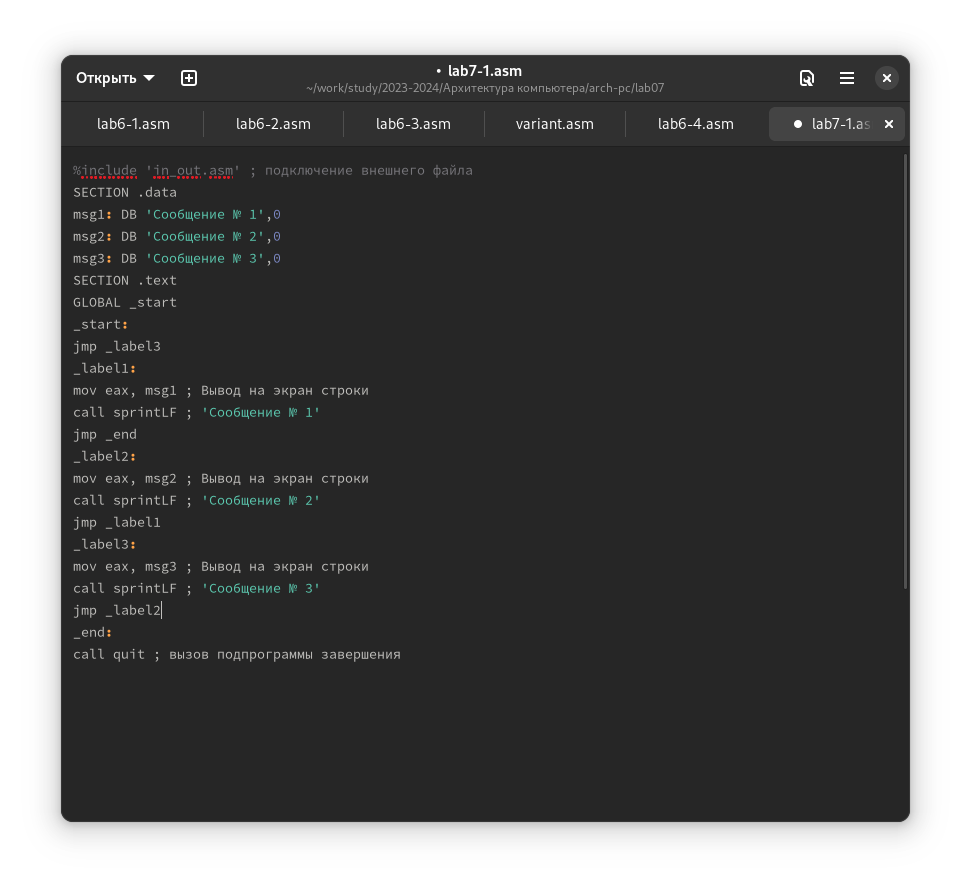 Открыть
• lab7-1.asm
~/work/study/2023-2024/Архитектура компьютера/arch-pc/lab07
lab6-1.asm lab6-2.asm lab6-3.asm variant.asm lab6-4.asm ● lab7-1.as
%include 'in_out.asm' ; подключение внешнего файла
SECTION .data
msg1: DB 'Сообщение № 1',0
msg2: DB 'Сообщение № 2',0
msg3: DB 'Сообщение № 3',0
SECTION .text
GLOBAL _start
_start:
jmp _label3
_label1:
mov eax, msg1 ; Вывод на экран строки
call sprintLF ; 'Сообщение № 1'
jmp _end
_label2:
mov eax, msg2 ; Вывод на экран строки
call sprintLF ; 'Сообщение № 2'
jmp _label1
_label3:
mov eax, msg3 ; Вывод на экран строки
call sprintLF ; 'Сообщение № 3'
jmp _label2
_end:
call quit ; вызов подпрограммы завершения